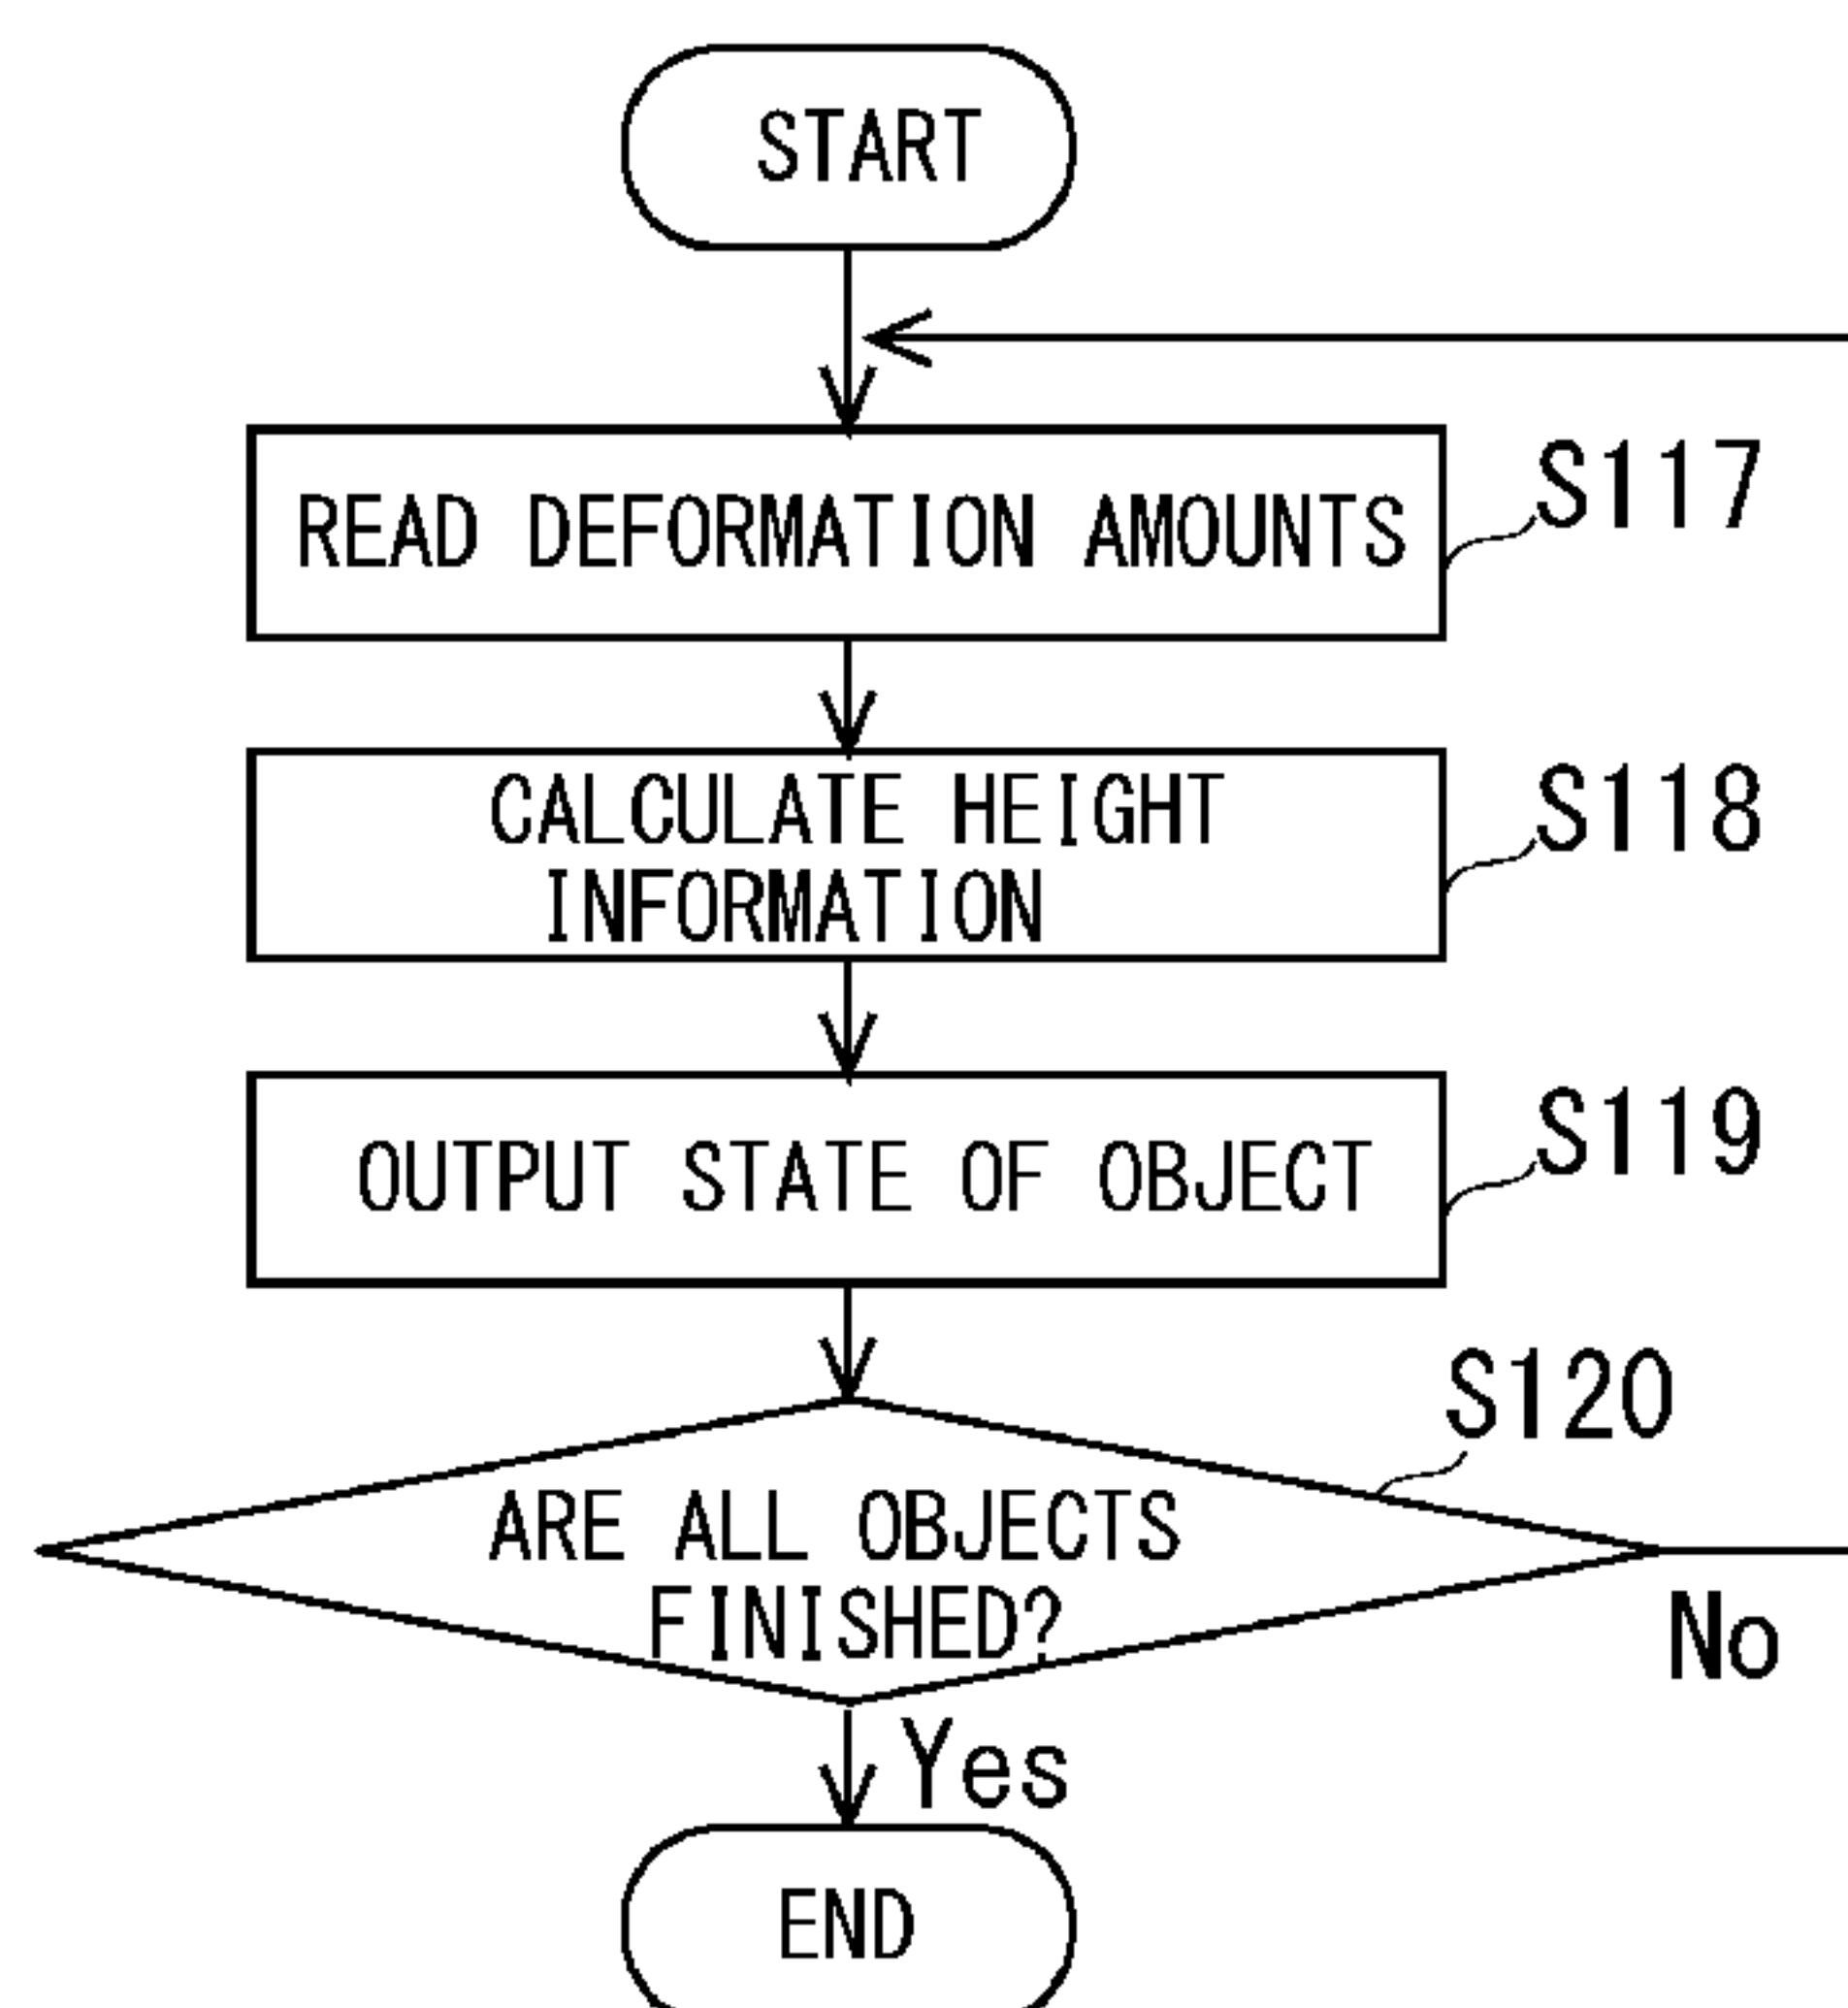 START
READ DEFORMATION AMOUNTS
S117
CALCULATE HEIGHT
INFORMATION
S118
OUTPUT STATE OF OBJECT
S119
S120
ARE ALL OBJECTS
FINISHED?
No
Yes
END